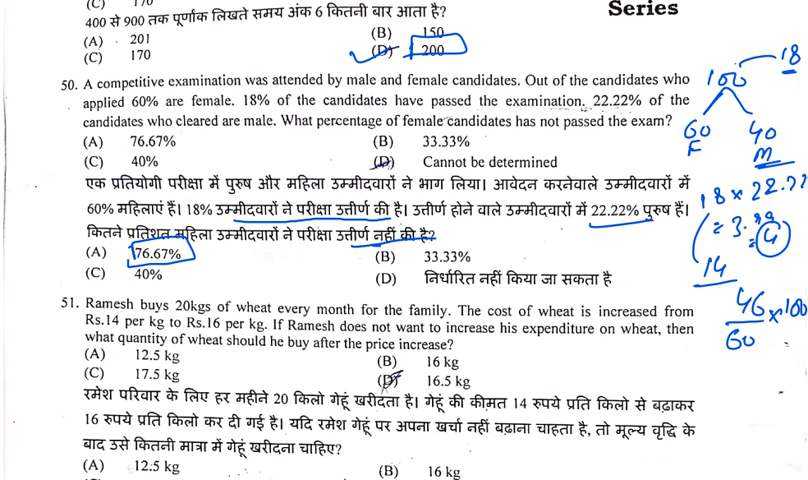 (C) 170
Series
400 से 900 तक पूर्णांक लिखते समय अंक 6 कितनी बार आता है?
(A) 201 (B) 150
(C) 170 (D) 200
50. A competitive examination was attended by male and female candidates. Out of the candidates who
applied 60% are female. 18% of the candidates have passed the examination. 22.22% of the
candidates who cleared are male. What percentage of female candidates has not passed the exam?
(A) 76.67% (B) 33.33%
(C) 40% (D) Cannot be determined
एक प्रतियोगी परीक्षा में पुरुष और महिला उम्मीदवारों ने भाग लिया। आवेदन करनेवाले उम्मीदवारों में
60% महिलाएं हैं। 18% उम्मीदवारों ने परीक्षा उत्तीर्ण की है। उत्तीर्ण होने वाले उम्मीदवारों में 22.22% पुरुष हैं।
कितने प्रतिशत महिला उम्मीदवारों ने परीक्षा उत्तीर्ण नहीं की है?
(A) 76.67% (B) 33.33%
(C) 40% (D) निर्धारित नहीं किया जा सकता है
51. Ramesh buys 20kgs of wheat every month for the family. The cost of wheat is increased from
Rs.14 per kg to Rs.16 per kg. If Ramesh does not want to increase his expenditure on wheat, then
what quantity of wheat should he buy after the price increase?
(A) 12.5 kg (B) 16 kg
(C) 17.5 kg (D) 16.5 kg
रमेश परिवार के लिए हर महीने 20 किलो गेहूं खरीदता है। गेहूं की कीमत 14 रुपये प्रति किलो से बढ़ाकर
16 रुपये प्रति किलो कर दी गई है। यदि रमेश गेहूं पर अपना खर्चा नहीं बढ़ाना चाहता है, तो मूल्य वृद्धि के
बाद उसे कितनी मात्रा में गेहूं खरीदना चाहिए?
(A) 12.5 kg (B) 16 kg
100 18
60 40
F M
18 × 22.22
= 3.99
= 4
14
46 × 100
60